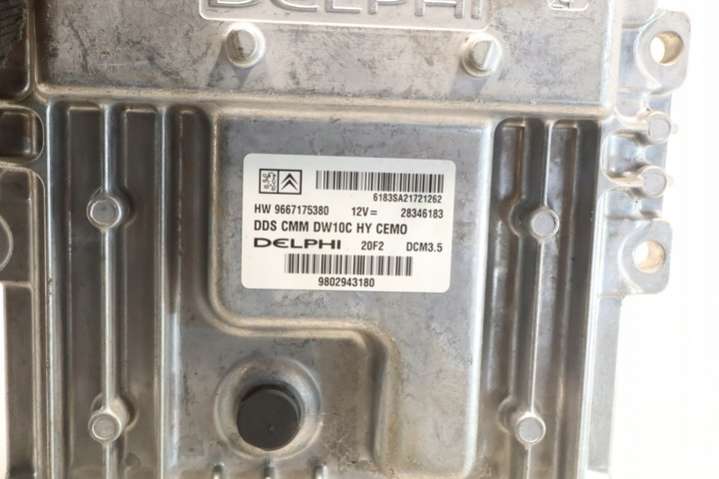 DELPHI
6183SA21721262
HW 9667175380 12V= 28346183
DDS CMM DW10C HY CEMO
DELPHI 20F2 DCM3.5
9802943180